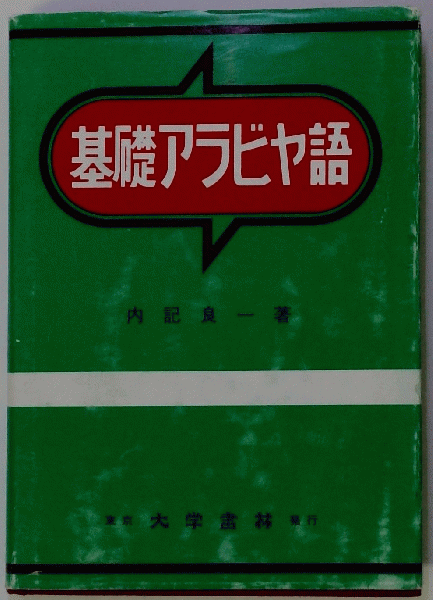 基礎アラビヤ語
内記良一著
東京 大学書林 発行